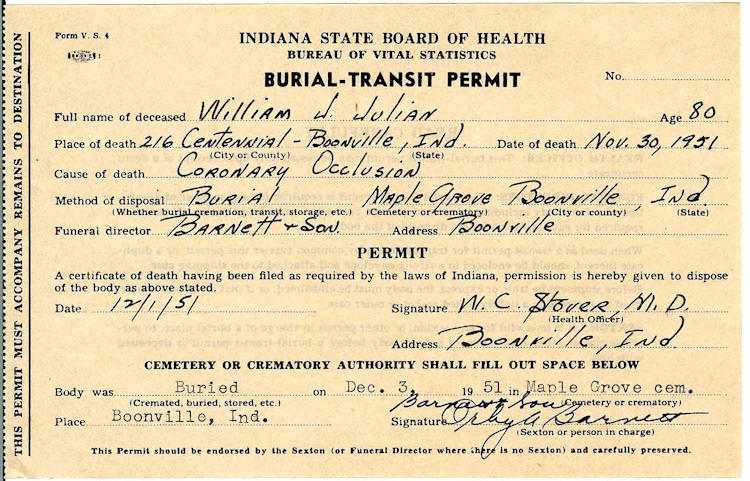 Form V. S. 4
INDIANA STATE BOARD OF HEALTH
BUREAU OF VITAL STATISTICS
BURIAL-TRANSIT PERMIT
No.
Full name of deceased William J. Julian Age 80
Place of death 216 Centennial - Boonville, Ind. Date of death Nov. 30, 1951
(City or County) (State)
Cause of death Coronary Occlusion
Method of disposal Burial Maple Grove Boonville, Ind.
(Whether burial, cremation, transit, storage, etc.) (Cemetery or crematory) (City or county) (State)
Funeral director Barnett + Son. Address Boonville
PERMIT
A certificate of death having been filed as required by the laws of Indiana, permission is hereby given to dispose
of the body as above stated.
Date 12/1/51 Signature W. C. Stover, M. D.
(Health Officer)
Address Boonville, Ind.
CEMETERY OR CREMATORY AUTHORITY SHALL FILL OUT SPACE BELOW
Body was Buried on Dec. 3, 1951 in Maple Grove cem.
(Cremated, buried, stored, etc.) (Cemetery or crematory)
Barnett & Son
Place Boonville, Ind. Signature Orby A Barnett
(Sexton or person in charge)
This Permit should be endorsed by the Sexton (or Funeral Director where there is no Sexton) and carefully preserved.
THIS PERMIT MUST ACCOMPANY REMAINS TO DESTINATION